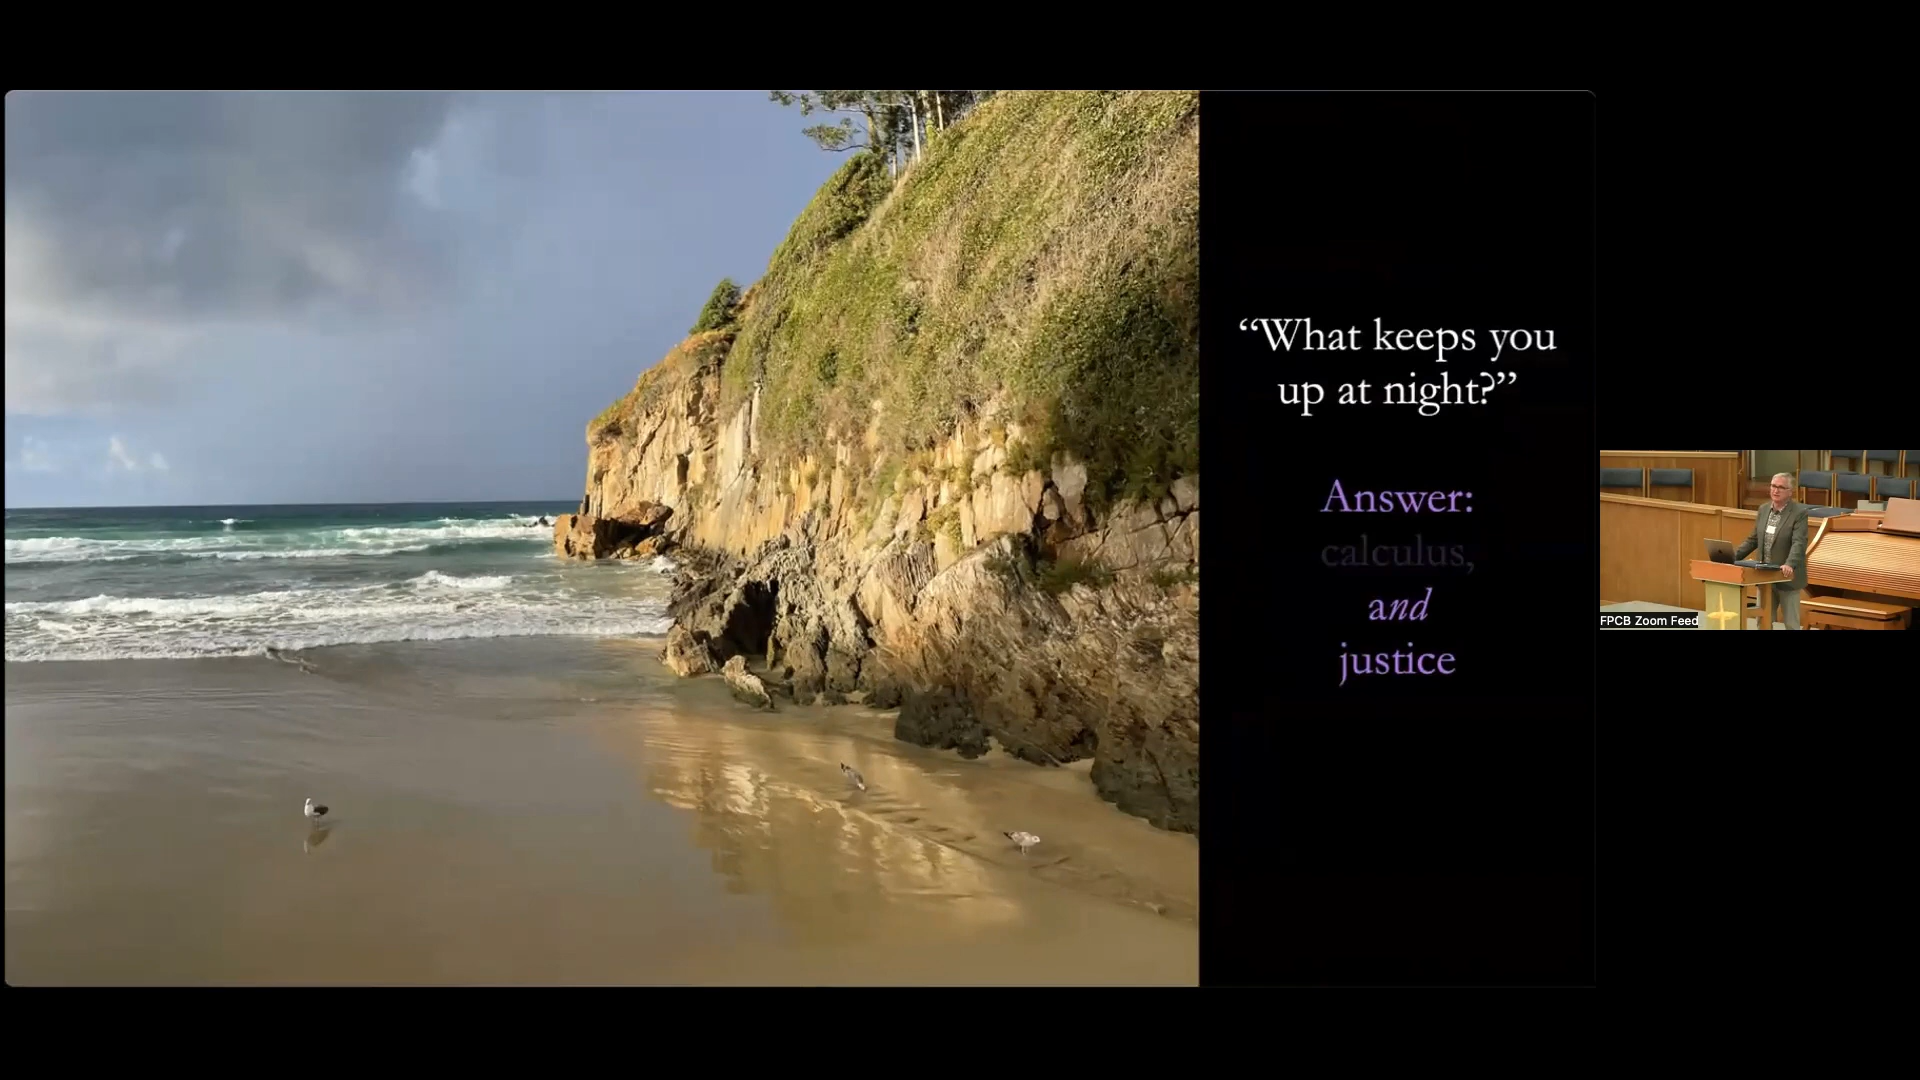 “What keeps you
up at night?”
Answer:
calculus,
and
justice
FPCB Zoom Feed